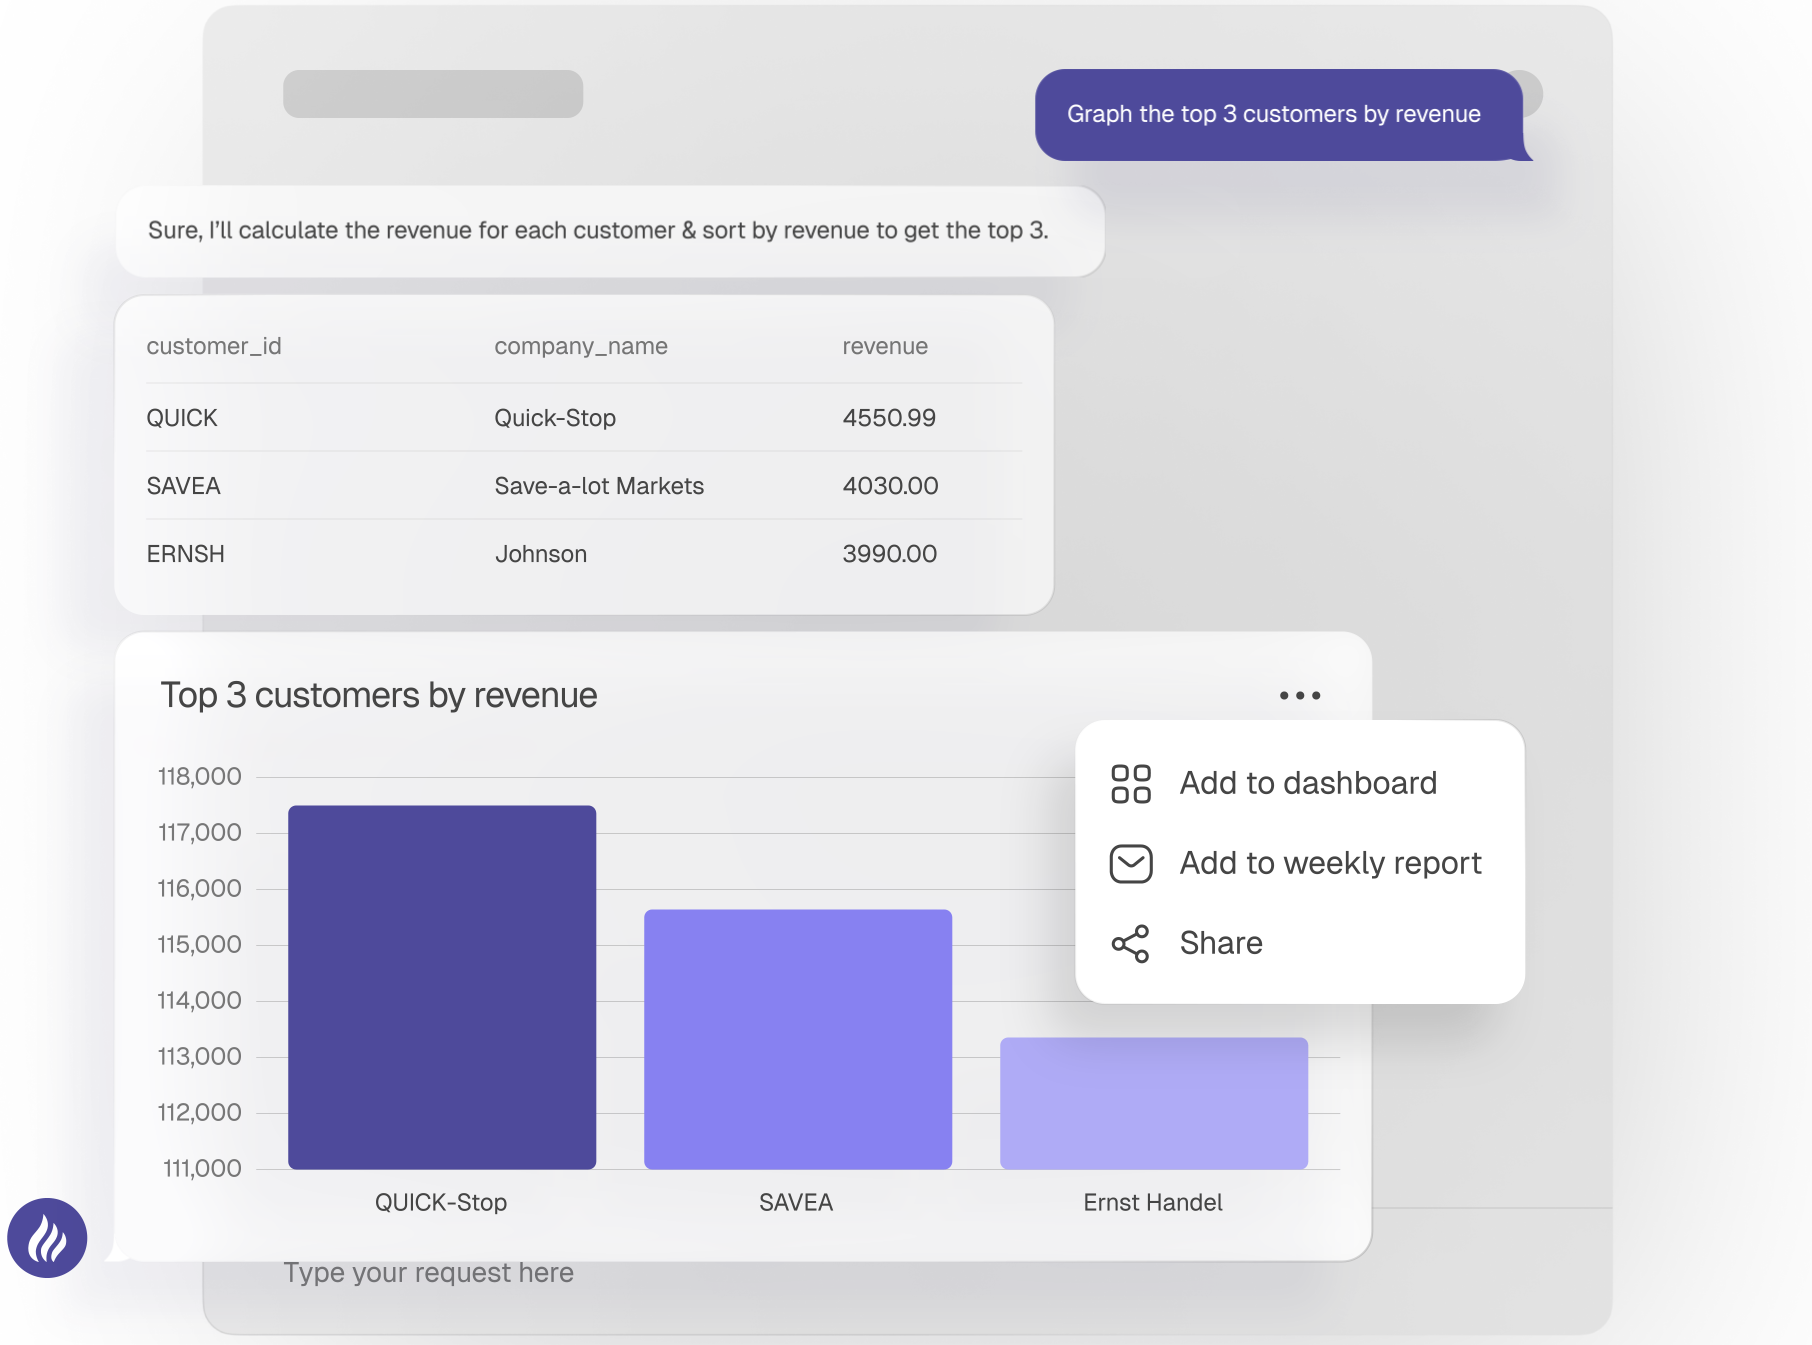 Graph the top 3 customers by revenue
Sure, I’ll calculate the revenue for each customer & sort by revenue to get the top 3.
customer_id company_name revenue
QUICK Quick-Stop 4550.99
SAVEA Save-a-lot Markets 4030.00
ERNSH Johnson 3990.00
Top 3 customers by revenue
Add to dashboard
Add to weekly report
Share
118,000
117,000
116,000
115,000
114,000
113,000
112,000
111,000
QUICK-Stop SAVEA Ernst Handel
Type your request here